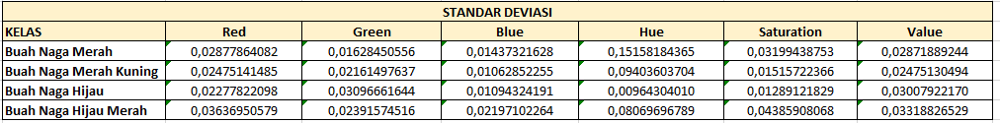 STANDAR DEVIASI
KELAS Red Green Blue Hue Saturation Value
Buah Naga Merah 0,02877864082 0,01628450556 0,01437321628 0,15158184365 0,03199438753 0,02871889244
Buah Naga Merah Kuning 0,02475141485 0,02161497637 0,01062852255 0,09403603704 0,01515722366 0,02475130494
Buah Naga Hijau 0,02277822098 0,03096661644 0,01094324191 0,00964304010 0,01289121829 0,03007922170
Buah Naga Hijau Merah 0,03636950579 0,02391574516 0,02197102264 0,08069696789 0,04385908068 0,03318826529